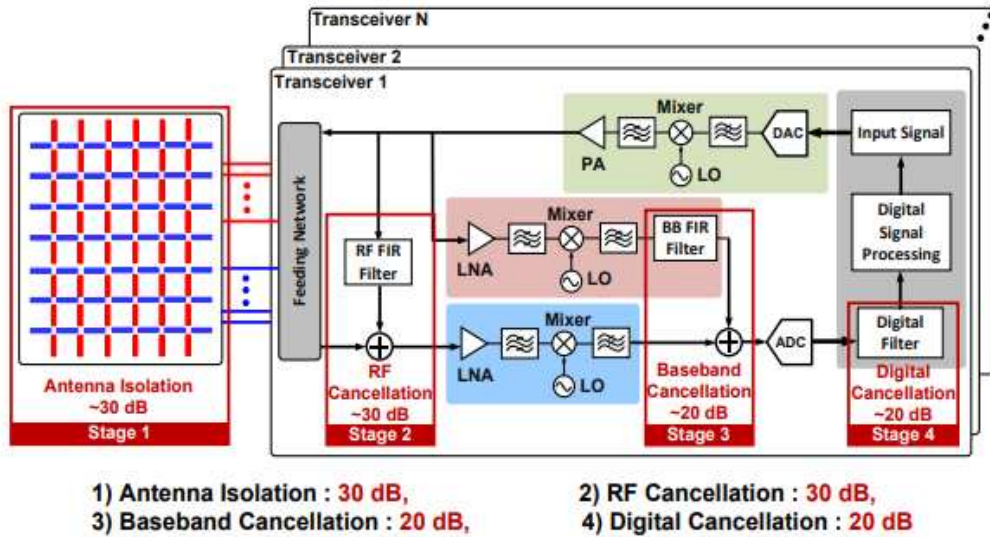 Transceiver N
Transceiver 2
Transceiver 1
Mixer
PA
LO
DAC
Input Signal
Feeding Network
RF FIR
Filter
Mixer
LNA
LO
BB FIR
Filter
Digital
Signal
Processing
Mixer
LNA
LO
ADC
Digital
Filter
Antenna Isolation
~30 dB
Stage 1
RF
Cancellation
~30 dB
Stage 2
Baseband
Cancellation
~20 dB
Stage 3
Digital
Cancellation
~20 dB
Stage 4
1) Antenna Isolation : 30 dB,
2) RF Cancellation : 30 dB,
3) Baseband Cancellation : 20 dB,
4) Digital Cancellation : 20 dB